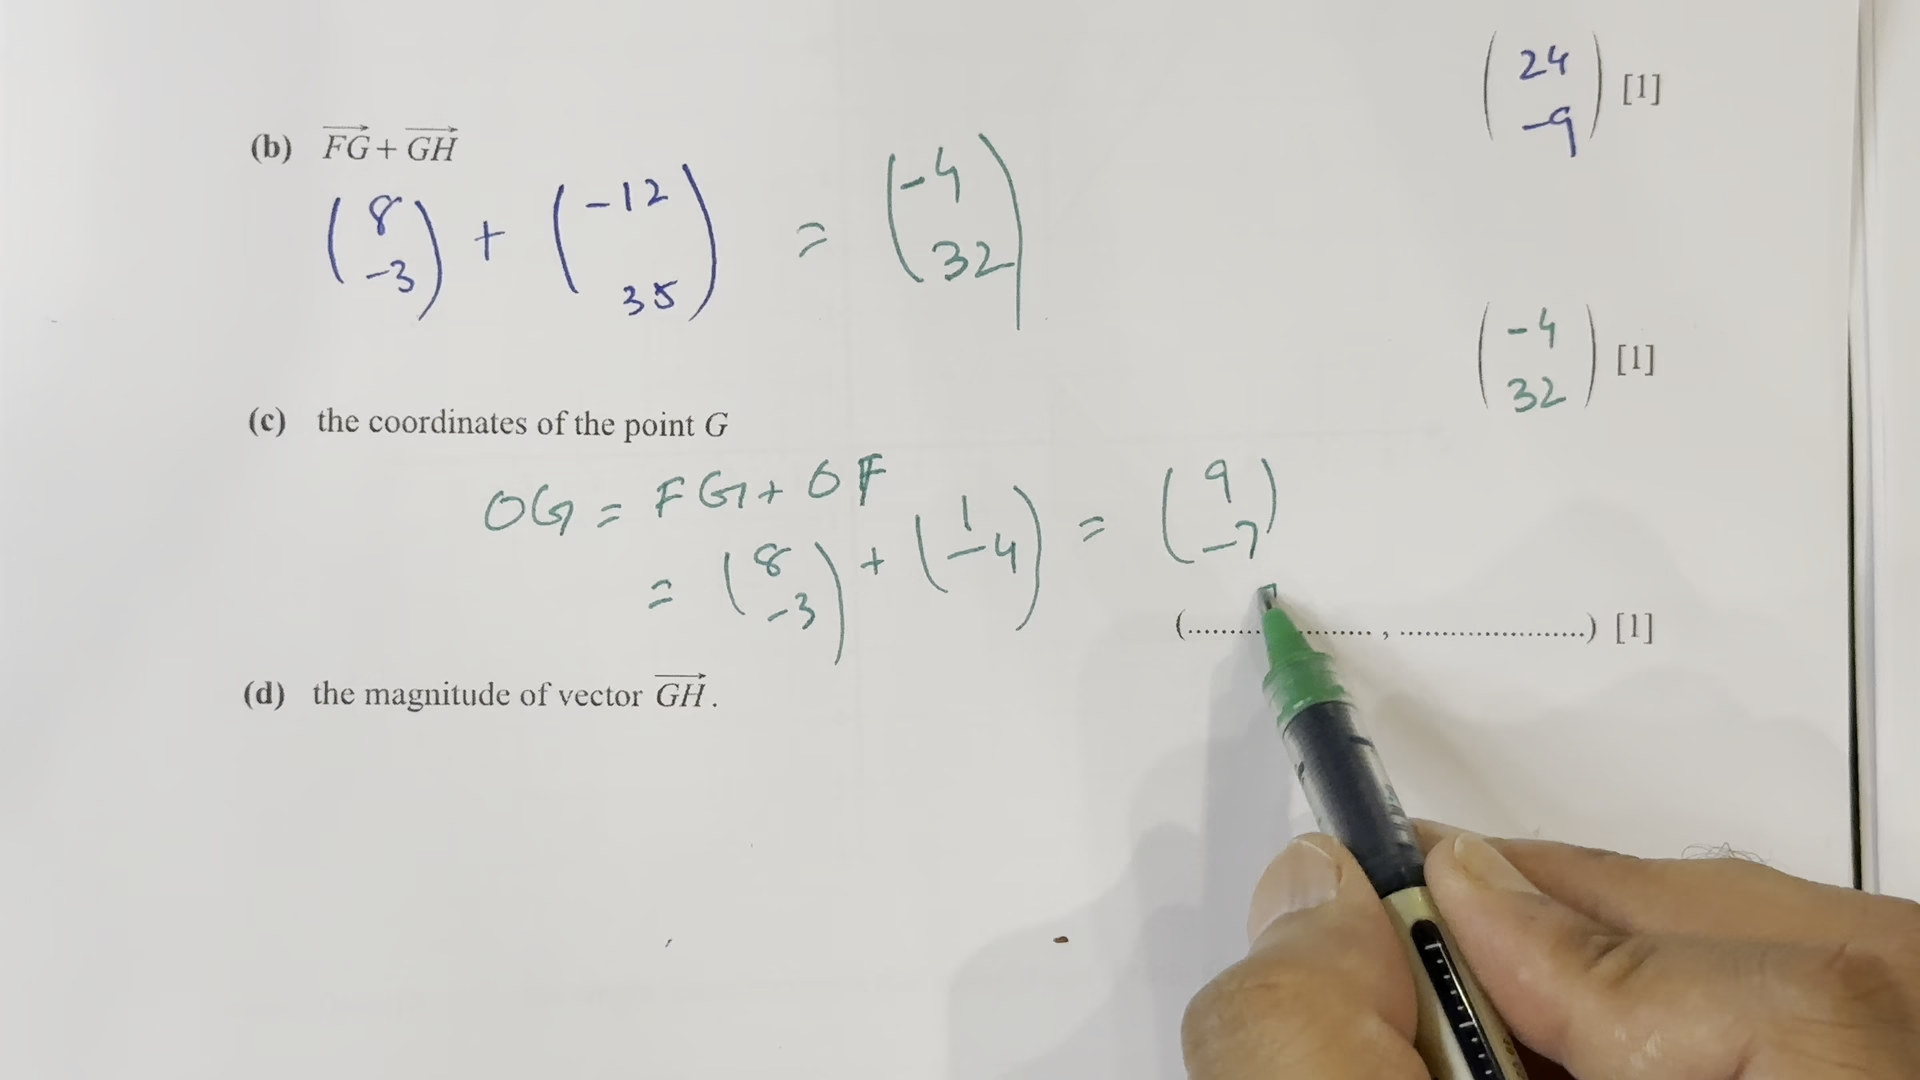 24
-9 [1]
(b) FG + GH
(8 -3) + (-12 35) = (-4 32)
(-4 32) [1]
(c) the coordinates of the point G
OG = FG + OF
= (8 -3) + (1 -4) = (9 -7)
(....................... , .......................) [1]
(d) the magnitude of vector GH.